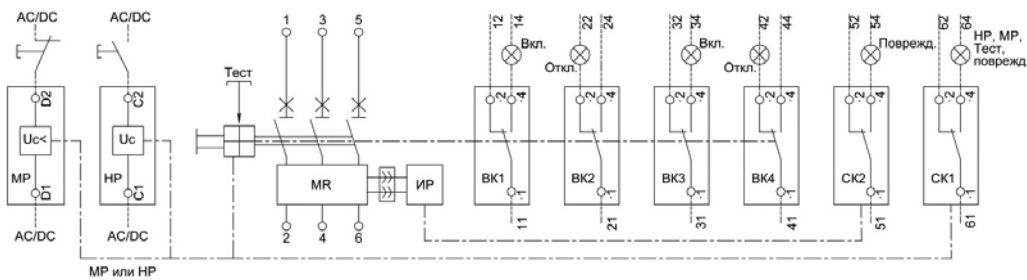 AC/DC
AC/DC
1
3
5
12
14
22
24
32
34
42
44
52
54
62
64
Вкл.
Откл.
Вкл.
Откл.
Поврежд.
НР, МР,
Тест,
поврежд.
Тест
D2
C2
.2
.4
.2
.4
.2
.4
.2
.4
.2
.4
.2
.4
Uc<
Uc
МР
НР
MR
ИР
ВК1
ВК2
ВК3
ВК4
СК2
СК1
D1
C1
.1
.1
.1
.1
.1
.1
2
4
6
11
21
31
41
51
61
AC/DC
AC/DC
МР или НР